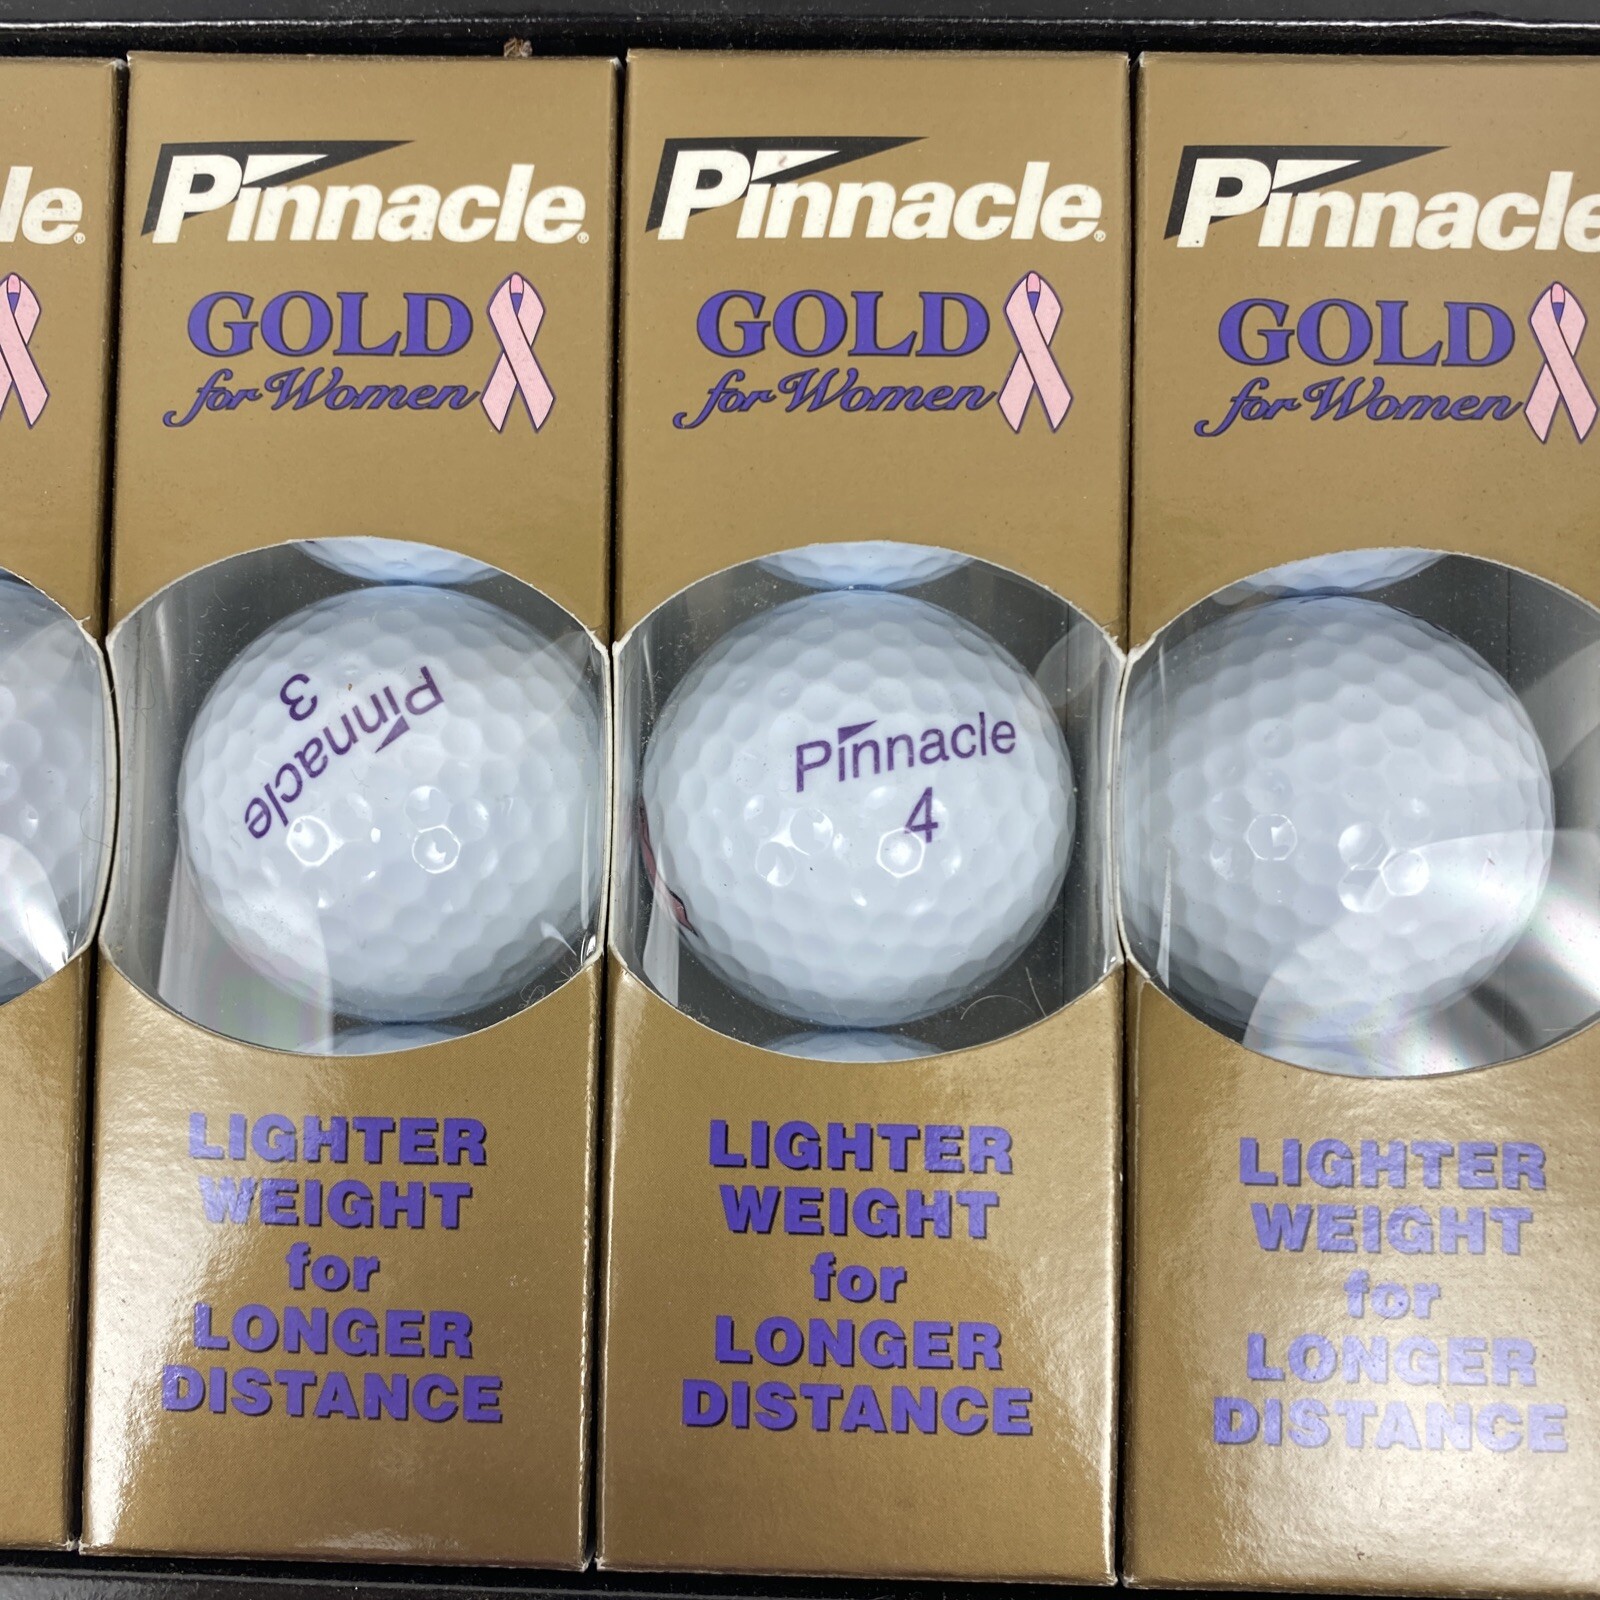 le®
Pinnacle®
GOLD
for Women
Pinnacle
3
LIGHTER
WEIGHT
for
LONGER
DISTANCE
Pinnacle®
GOLD
for Women
Pinnacle
4
LIGHTER
WEIGHT
for
LONGER
DISTANCE
Pinnacle
GOLD
for Women
LIGHTER
WEIGHT
for
LONGER
DISTANCE